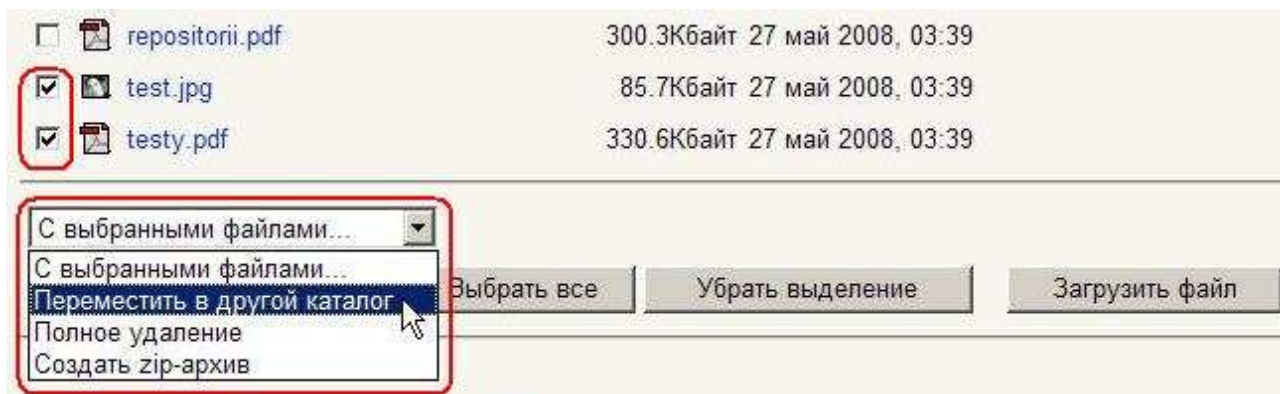 repositorii.pdf 300.3Кбайт 27 май 2008, 03:39
test.jpg 85.7Кбайт 27 май 2008, 03:39
testy.pdf 330.6Кбайт 27 май 2008, 03:39
С выбранными файлами...
С выбранными файлами...
Переместить в другой каталог Выбрать все Убрать выделение Загрузить файл
Полное удаление
Создать zip-архив